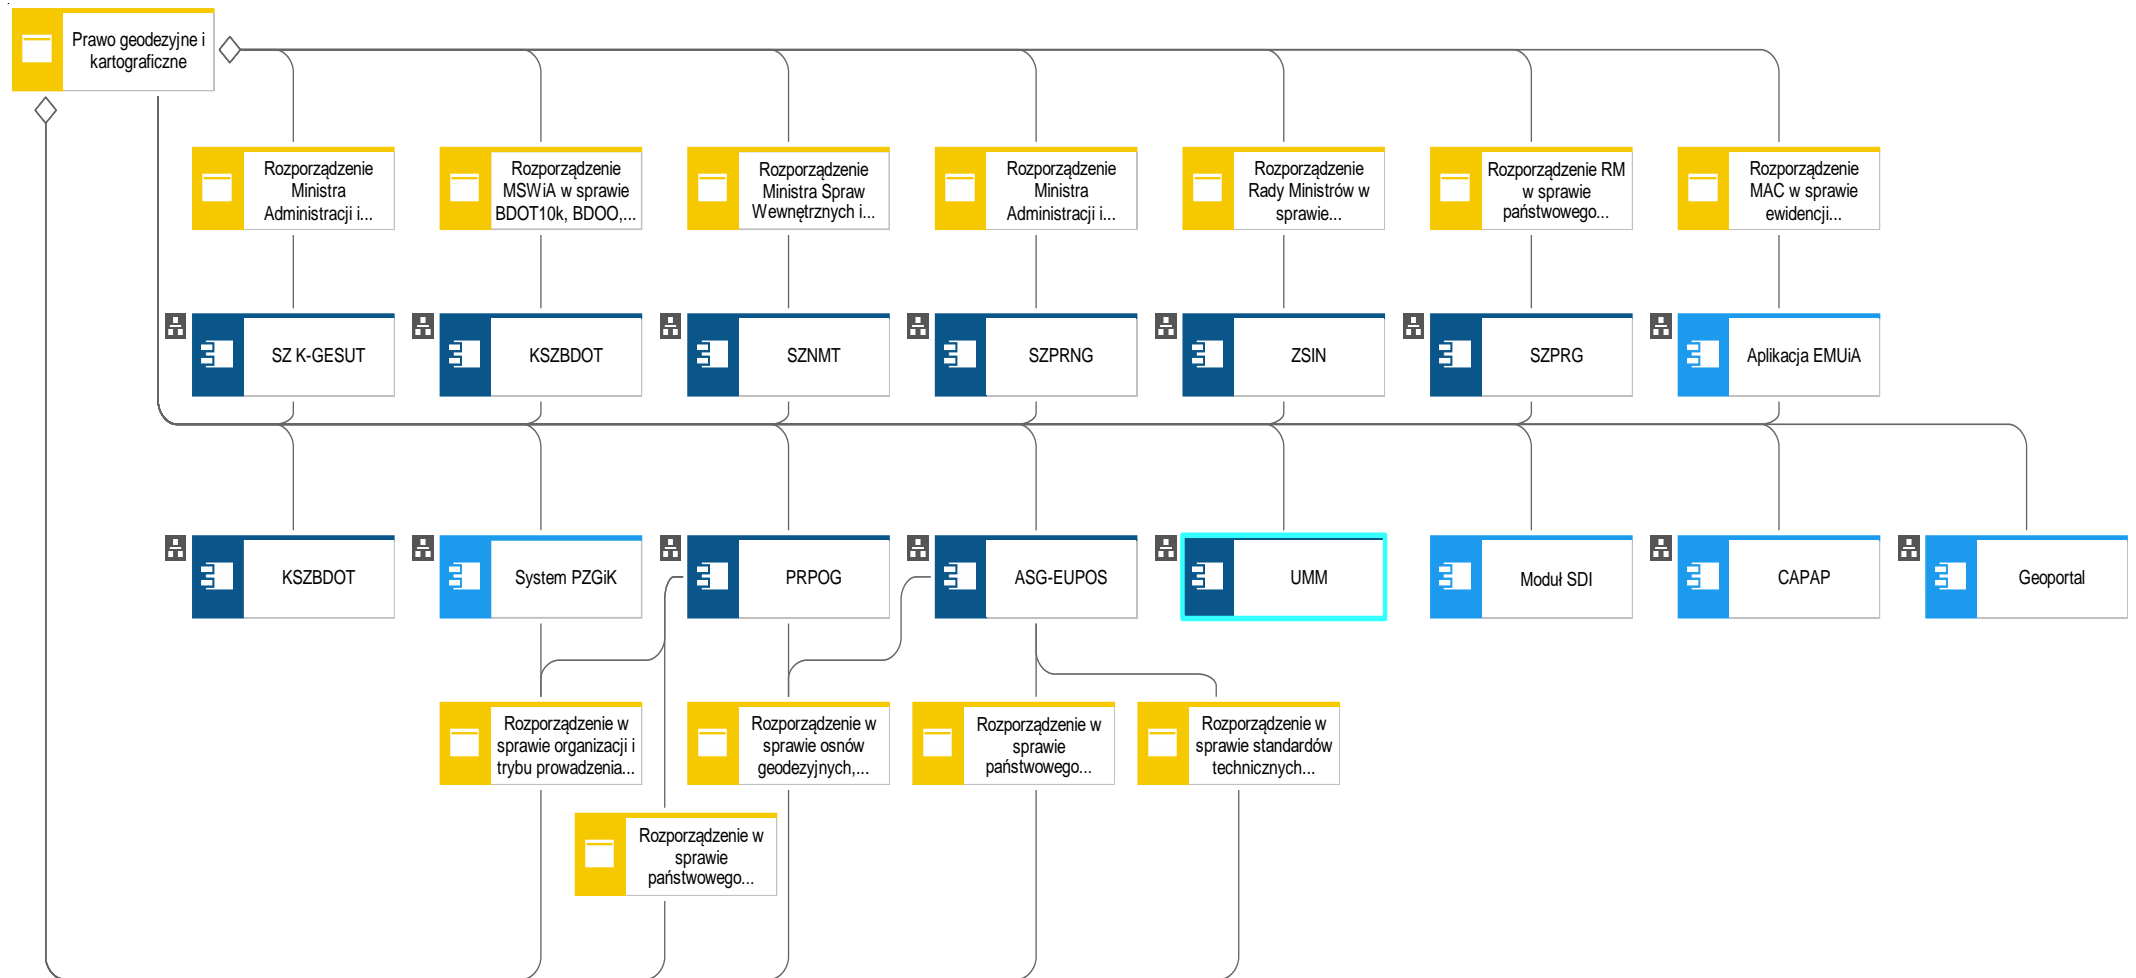 Prawo geodezyjne i
kartograficzne
Rozporządzenie
Ministra
Administracji i...
Rozporządzenie
MSWiA w sprawie
BDOT10k, BDOO,...
Rozporządzenie
Ministra Spraw
Wewnętrznych i...
Rozporządzenie
Ministra
Administracji i...
Rozporządzenie
Rady Ministrów w
sprawie...
Rozporządzenie RM
w sprawie
państwowego...
Rozporządzenie
MAC w sprawie
ewidencji...
SZ K-GESUT
KSZBDOT
SZNMT
SZPRNG
ZSIN
SZPRG
Aplikacja EMUiA
KSZBDOT
System PZGiK
PRPOG
ASG-EUPOS
UMM
Moduł SDI
CAPAP
Geoportal
Rozporządzenie w
sprawie organizacji i
trybu prowadzenia...
Rozporządzenie w
sprawie osnów
geodezyjnych,...
Rozporządzenie w
sprawie
państwowego...
Rozporządzenie w
sprawie standardów
technicznych...
Rozporządzenie w
sprawie
państwowego...